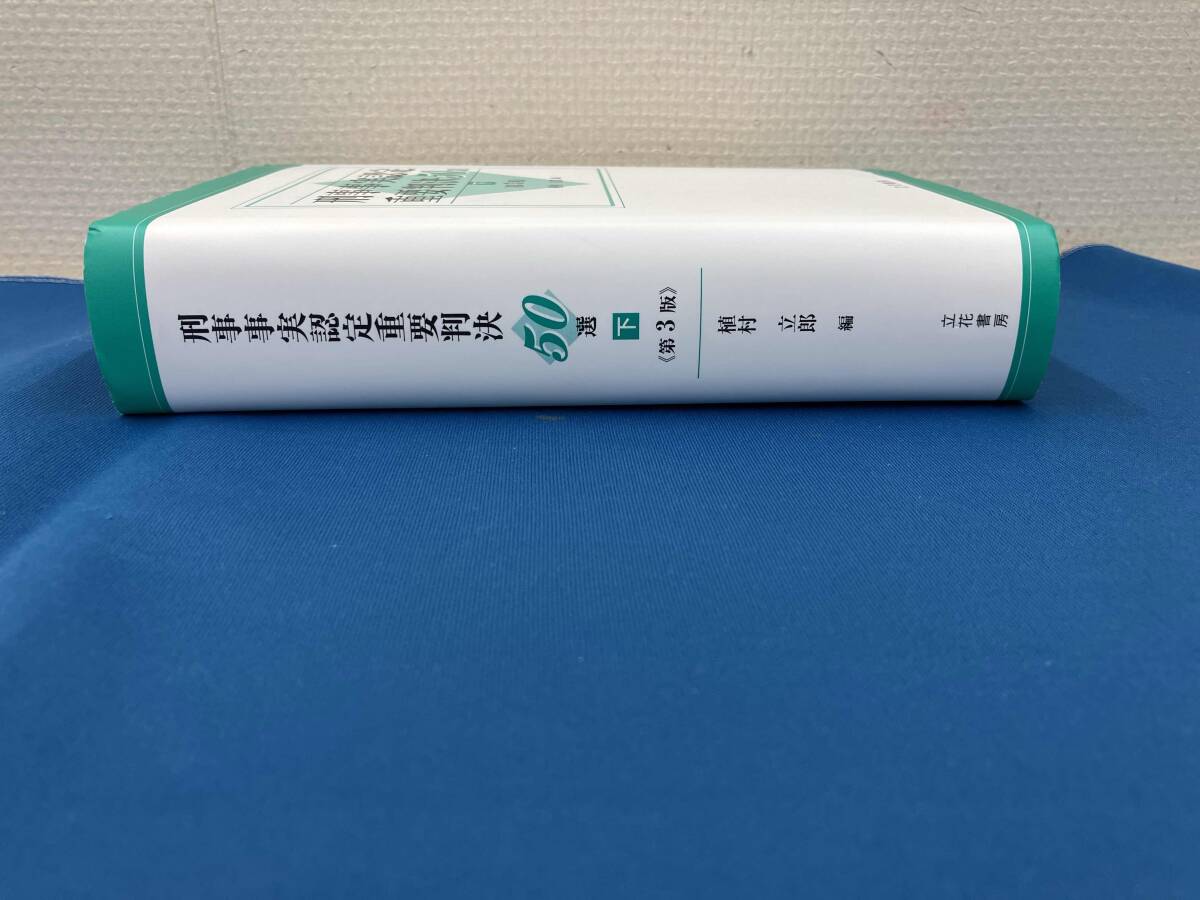 刑事事実認定重要判決50選 下《第3版》
植村立郎 編
立花書房